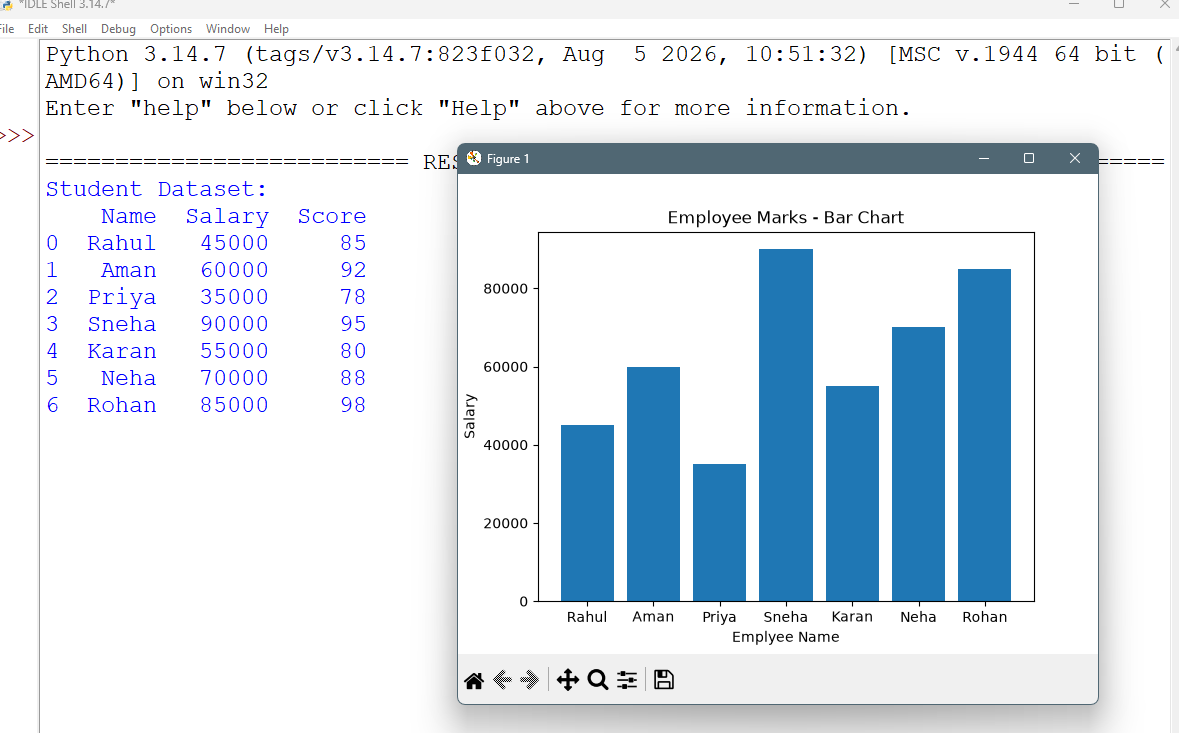 *IDLE Shell 3.14.7*
File Edit Shell Debug Options Window Help
Python 3.14.7 (tags/v3.14.7:823f032, Aug  5 2026, 10:51:32) [MSC v.1944 64 bit (
AMD64)] on win32
Enter "help" below or click "Help" above for more information.
>>>
========================== RES
=====
Student Dataset:
    Name  Salary  Score
0  Rahul   45000     85
1   Aman   60000     92
2  Priya   35000     78
3  Sneha   90000     95
4  Karan   55000     80
5   Neha   70000     88
6  Rohan   85000     98
Figure 1
Employee Marks - Bar Chart
80000
60000
40000
20000
0
Salary
Rahul Aman Priya Sneha Karan Neha Rohan
Emplyee Name